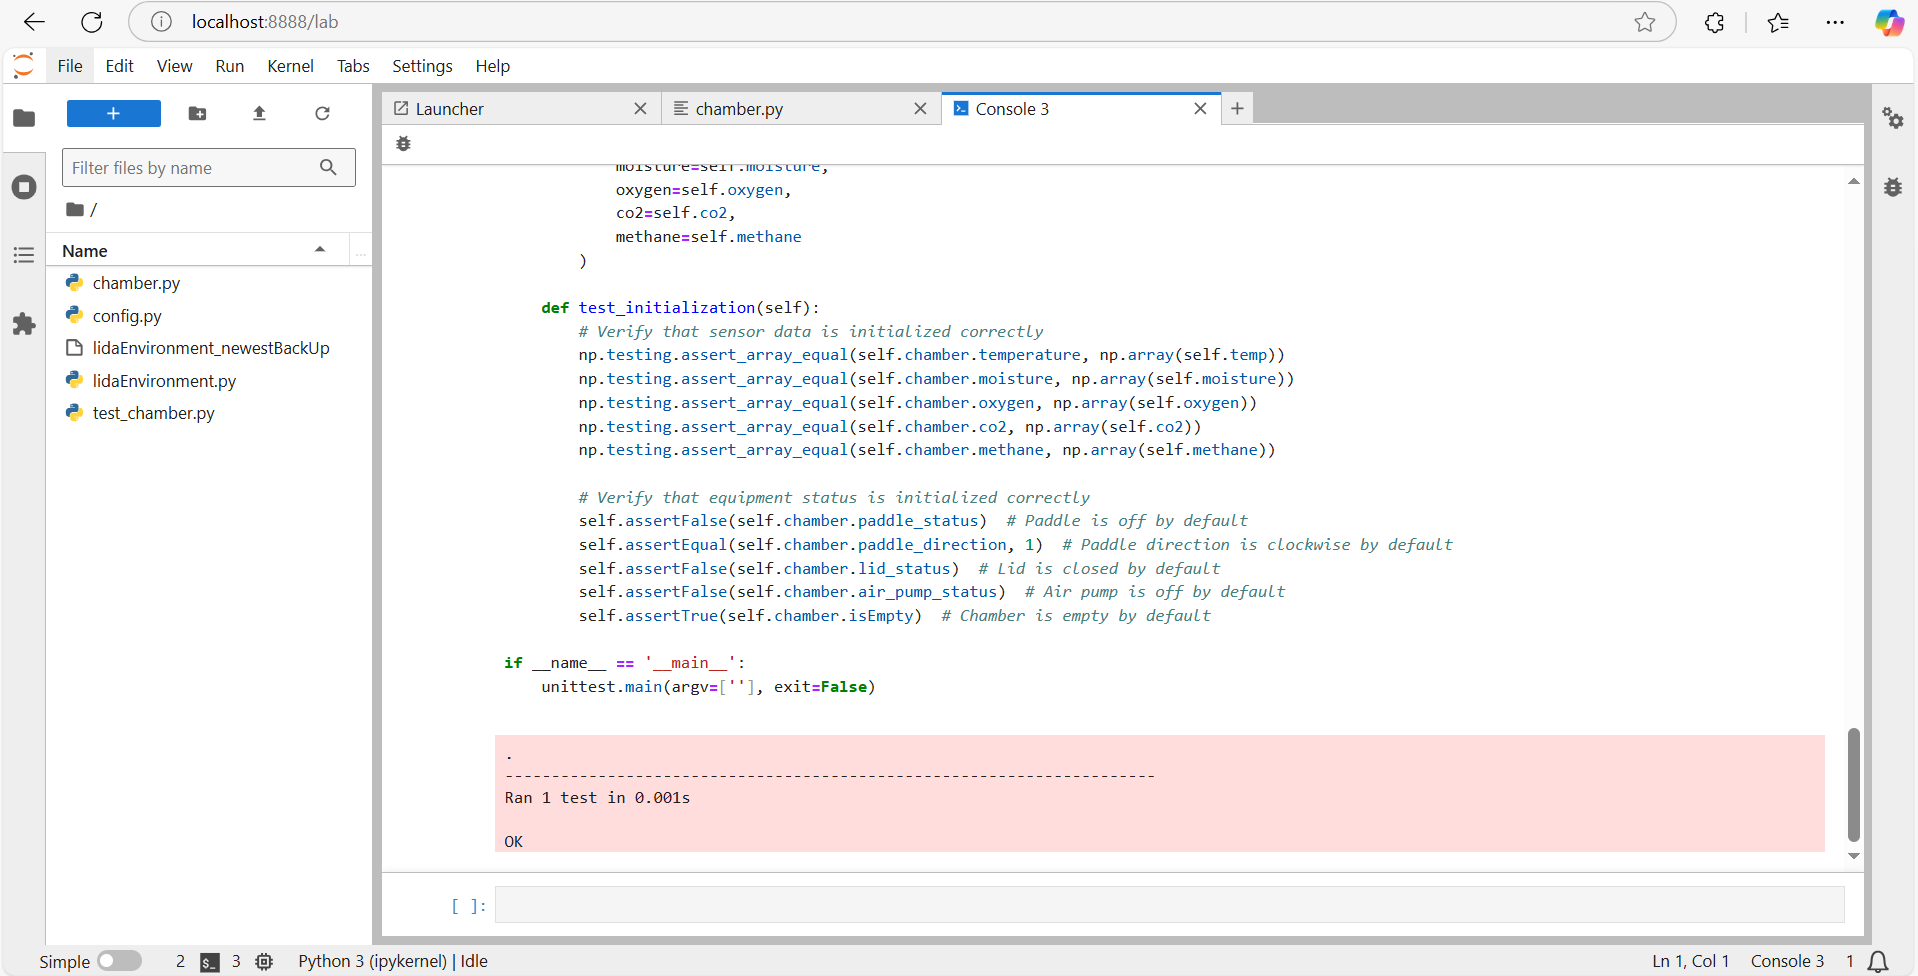 localhost:8888/lab
File Edit View Run Kernel Tabs Settings Help
+
Launcher
chamber.py
Console 3
Filter files by name
/
Name
...
chamber.py
config.py
lidaEnvironment_newestBackUp
lidaEnvironment.py
test_chamber.py
moisture=self.moisture,
oxygen=self.oxygen,
co2=self.co2,
methane=self.methane
)
def test_initialization(self):
# Verify that sensor data is initialized correctly
np.testing.assert_array_equal(self.chamber.temperature, np.array(self.temp))
np.testing.assert_array_equal(self.chamber.moisture, np.array(self.moisture))
np.testing.assert_array_equal(self.chamber.oxygen, np.array(self.oxygen))
np.testing.assert_array_equal(self.chamber.co2, np.array(self.co2))
np.testing.assert_array_equal(self.chamber.methane, np.array(self.methane))
# Verify that equipment status is initialized correctly
self.assertFalse(self.chamber.paddle_status)  # Paddle is off by default
self.assertEqual(self.chamber.paddle_direction, 1)  # Paddle direction is clockwise by default
self.assertFalse(self.chamber.lid_status)  # Lid is closed by default
self.assertFalse(self.chamber.air_pump_status)  # Air pump is off by default
self.assertTrue(self.chamber.isEmpty)  # Chamber is empty by default
if __name__ == '__main__':
unittest.main(argv=[''], exit=False)
.
----------------------------------------------------------------------
Ran 1 test in 0.001s
OK
[ ]:
Simple 2 $_ 3 Python 3 (ipykernel) | Idle Ln 1, Col 1 Console 3 1